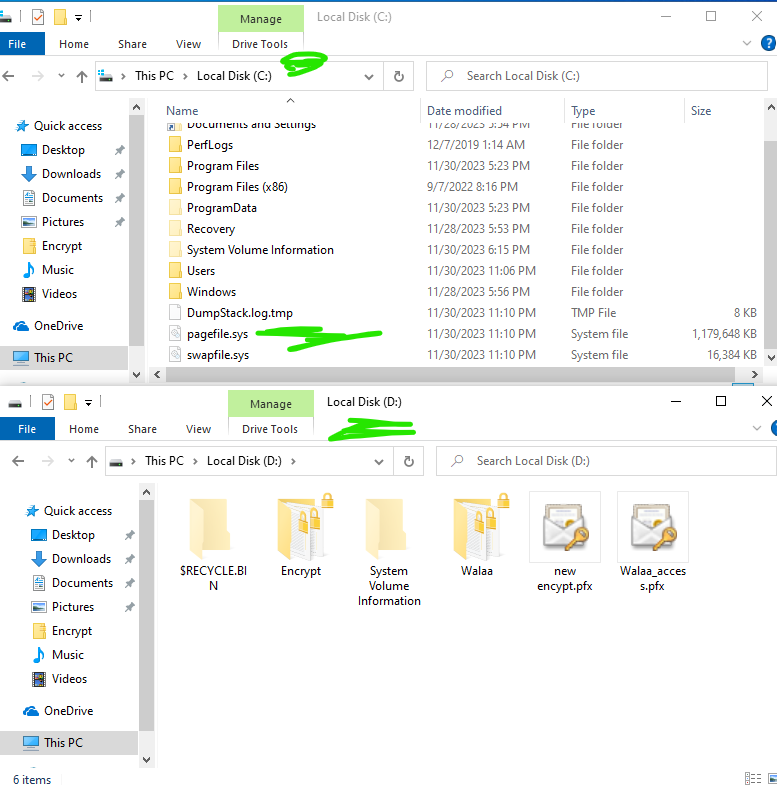 Manage
Local Disk (C:)
File
Home
Share
View
Drive Tools
This PC
Local Disk (C:)
Search Local Disk (C:)
Name
Date modified
Type
Size
Quick access
Desktop
Downloads
Documents
Pictures
Encrypt
Music
Videos
OneDrive
This PC
Documents and Settings 11/28/2023 5:54 PM File folder
PerfLogs 12/7/2019 1:14 AM File folder
Program Files 11/30/2023 5:23 PM File folder
Program Files (x86) 9/7/2022 8:16 PM File folder
ProgramData 11/30/2023 5:23 PM File folder
Recovery 11/28/2023 5:53 PM File folder
System Volume Information 11/30/2023 6:15 PM File folder
Users 11/30/2023 11:06 PM File folder
Windows 11/28/2023 5:56 PM File folder
DumpStack.log.tmp 11/30/2023 11:10 PM TMP File 8 KB
pagefile.sys 11/30/2023 11:10 PM System file 1,179,648 KB
swapfile.sys 11/30/2023 11:10 PM System file 16,384 KB
Manage
Local Disk (D:)
File
Home
Share
View
Drive Tools
This PC
Local Disk (D:)
Search Local Disk (D:)
Quick access
Desktop
Downloads
Documents
Pictures
Encrypt
Music
Videos
OneDrive
This PC
$RECYCLE.BI
N
Encrypt
System
Volume
Information
Walaa
new
encypt.pfx
Walaa_acces
s.pfx
6 items